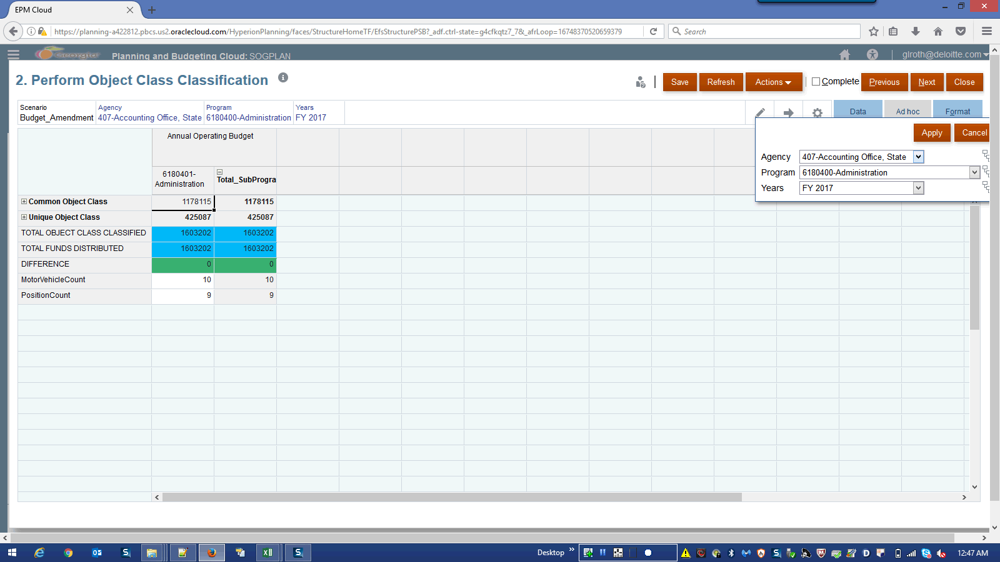 EPM Cloud
https://planning-a422812.pbcs.us2.oraclecloud.com/HyperionPlanning/faces/StructureHomeTF/EfsStructurePSB?_adf.ctrl-state=g4cfkqtz7_7&_afrLoop=16748370520659379
Search
Georgia
Planning and Budgeting Cloud: SOGPLAN
glroth@deloitte.com
2. Perform Object Class Classification
Save
Refresh
Actions
Complete
Previous
Next
Close
Scenario
Agency
Program
Years
Budget_Amendment
407-Accounting Office, State
6180400-Administration
FY 2017
Data
Ad hoc
Format
Apply
Cancel
Agency 407-Accounting Office, State
Program 6180400-Administration
Years FY 2017
Annual Operating Budget
6180401-
Administration
Total_SubProgra
Common Object Class 1178115 1178115
Unique Object Class 425087 425087
TOTAL OBJECT CLASS CLASSIFIED 1603202 1603202
TOTAL FUNDS DISTRIBUTED 1603202 1603202
DIFFERENCE 0 0
MotorVehicleCount 10 10
PositionCount 9 9
Desktop
12:47 AM